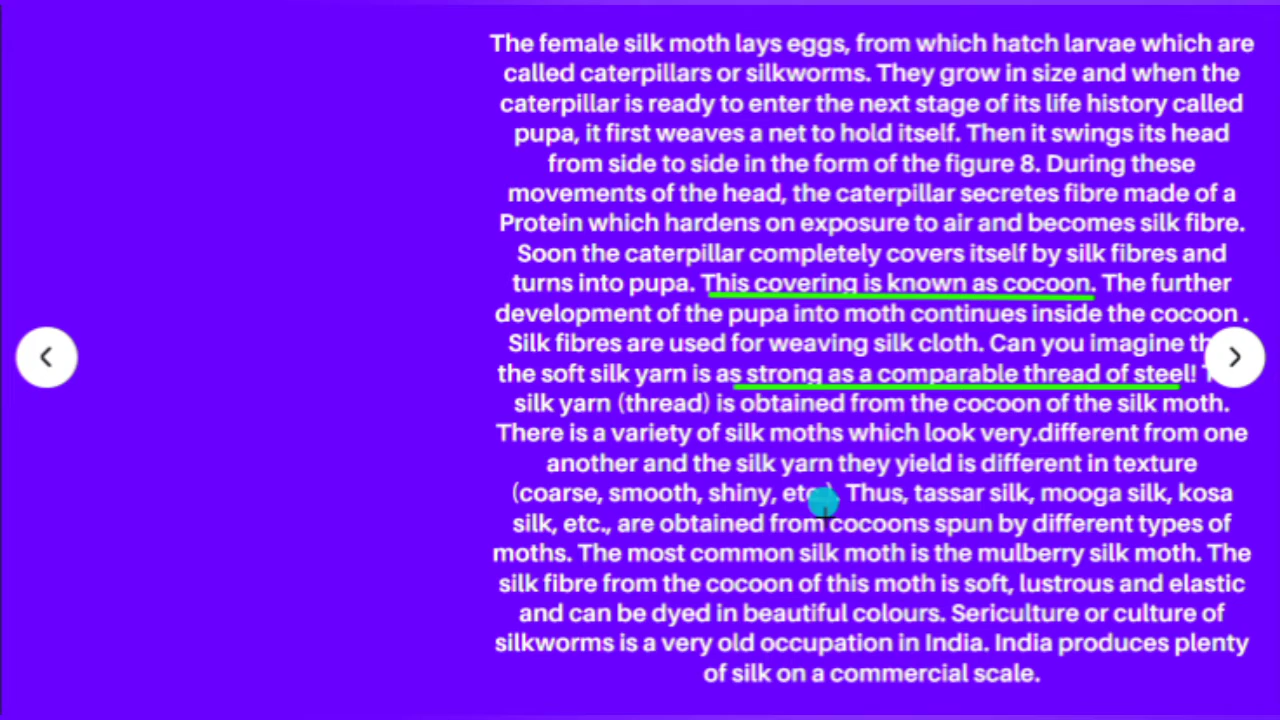 The female silk moth lays eggs, from which hatch larvae which are
called caterpillars or silkworms. They grow in size and when the
caterpillar is ready to enter the next stage of its life history called
pupa, it first weaves a net to hold itself. Then it swings its head
from side to side in the form of the figure 8. During these
movements of the head, the caterpillar secretes fibre made of a
Protein which hardens on exposure to air and becomes silk fibre.
Soon the caterpillar completely covers itself by silk fibres and
turns into pupa. This covering is known as cocoon. The further
development of the pupa into moth continues inside the cocoon .
Silk fibres are used for weaving silk cloth. Can you imagine
the soft silk yarn is as strong as a comparable thread of steel!
silk yarn (thread) is obtained from the cocoon of the silk moth.
There is a variety of silk moths which look very.different from one
another and the silk yarn they yield is different in texture
(coarse, smooth, shiny, etc.). Thus, tassar silk, mooga silk, kosa
silk, etc., are obtained from cocoons spun by different types of
moths. The most common silk moth is the mulberry silk moth. The
silk fibre from the cocoon of this moth is soft, lustrous and elastic
and can be dyed in beautiful colours. Sericulture or culture of
silkworms is a very old occupation in India. India produces plenty
of silk on a commercial scale.